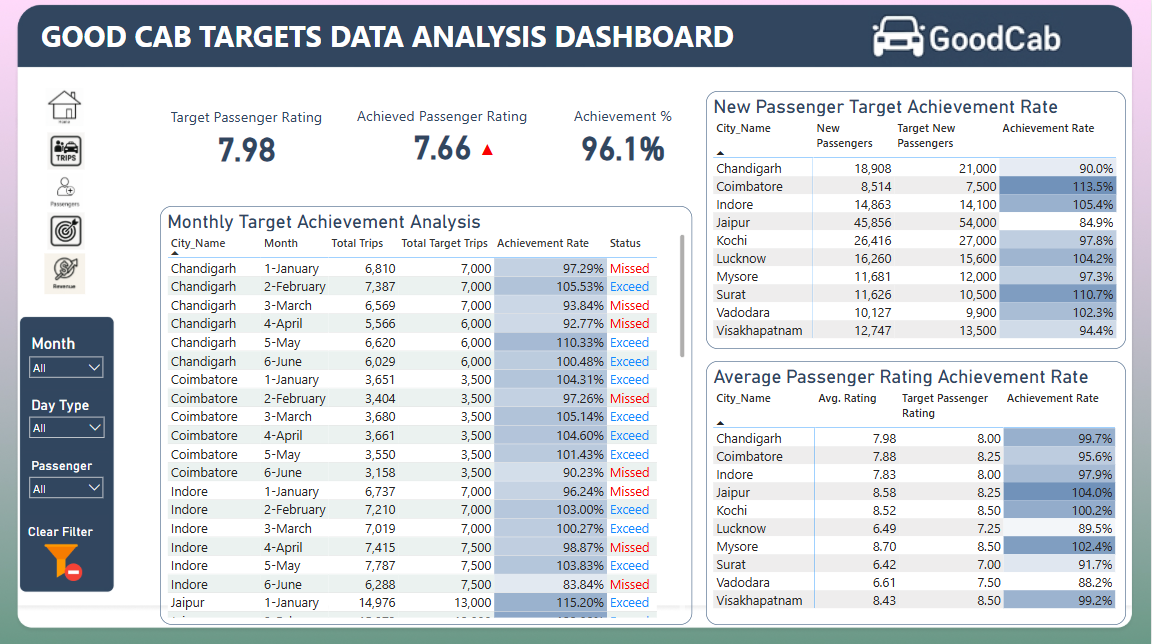 GOOD CAB TARGETS DATA ANALYSIS DASHBOARD
GoodCab
Home
TRIPS
Passengers
Revenue
Month
All
Day Type
All
Passenger
All
Clear Filter
Target Passenger Rating
7.98
Achieved Passenger Rating
7.66
Achievement %
96.1%
Monthly Target Achievement Analysis
City_Name Month Total Trips Total Target Trips Achievement Rate Status
Chandigarh 1-January 6,810 7,000 97.29% Missed
Chandigarh 2-February 7,387 7,000 105.53% Exceed
Chandigarh 3-March 6,569 7,000 93.84% Missed
Chandigarh 4-April 5,566 6,000 92.77% Missed
Chandigarh 5-May 6,620 6,000 110.33% Exceed
Chandigarh 6-June 6,029 6,000 100.48% Exceed
Coimbatore 1-January 3,651 3,500 104.31% Exceed
Coimbatore 2-February 3,404 3,500 97.26% Missed
Coimbatore 3-March 3,680 3,500 105.14% Exceed
Coimbatore 4-April 3,661 3,500 104.60% Exceed
Coimbatore 5-May 3,550 3,500 101.43% Exceed
Coimbatore 6-June 3,158 3,500 90.23% Missed
Indore 1-January 6,737 7,000 96.24% Missed
Indore 2-February 7,210 7,000 103.00% Exceed
Indore 3-March 7,019 7,000 100.27% Exceed
Indore 4-April 7,415 7,500 98.87% Missed
Indore 5-May 7,787 7,500 103.83% Exceed
Indore 6-June 6,288 7,500 83.84% Missed
Jaipur 1-January 14,976 13,000 115.20% Exceed
New Passenger Target Achievement Rate
City_Name New Passengers Target New Passengers Achievement Rate
Chandigarh 18,908 21,000 90.0%
Coimbatore 8,514 7,500 113.5%
Indore 14,863 14,100 105.4%
Jaipur 45,856 54,000 84.9%
Kochi 26,416 27,000 97.8%
Lucknow 16,260 15,600 104.2%
Mysore 11,681 12,000 97.3%
Surat 11,626 10,500 110.7%
Vadodara 10,127 9,900 102.3%
Visakhapatnam 12,747 13,500 94.4%
Average Passenger Rating Achievement Rate
City_Name Avg. Rating Target Passenger Rating Achievement Rate
Chandigarh 7.98 8.00 99.7%
Coimbatore 7.88 8.25 95.6%
Indore 7.83 8.00 97.9%
Jaipur 8.58 8.25 104.0%
Kochi 8.52 8.50 100.2%
Lucknow 6.49 7.25 89.5%
Mysore 8.70 8.50 102.4%
Surat 6.42 7.00 91.7%
Vadodara 6.61 7.50 88.2%
Visakhapatnam 8.43 8.50 99.2%